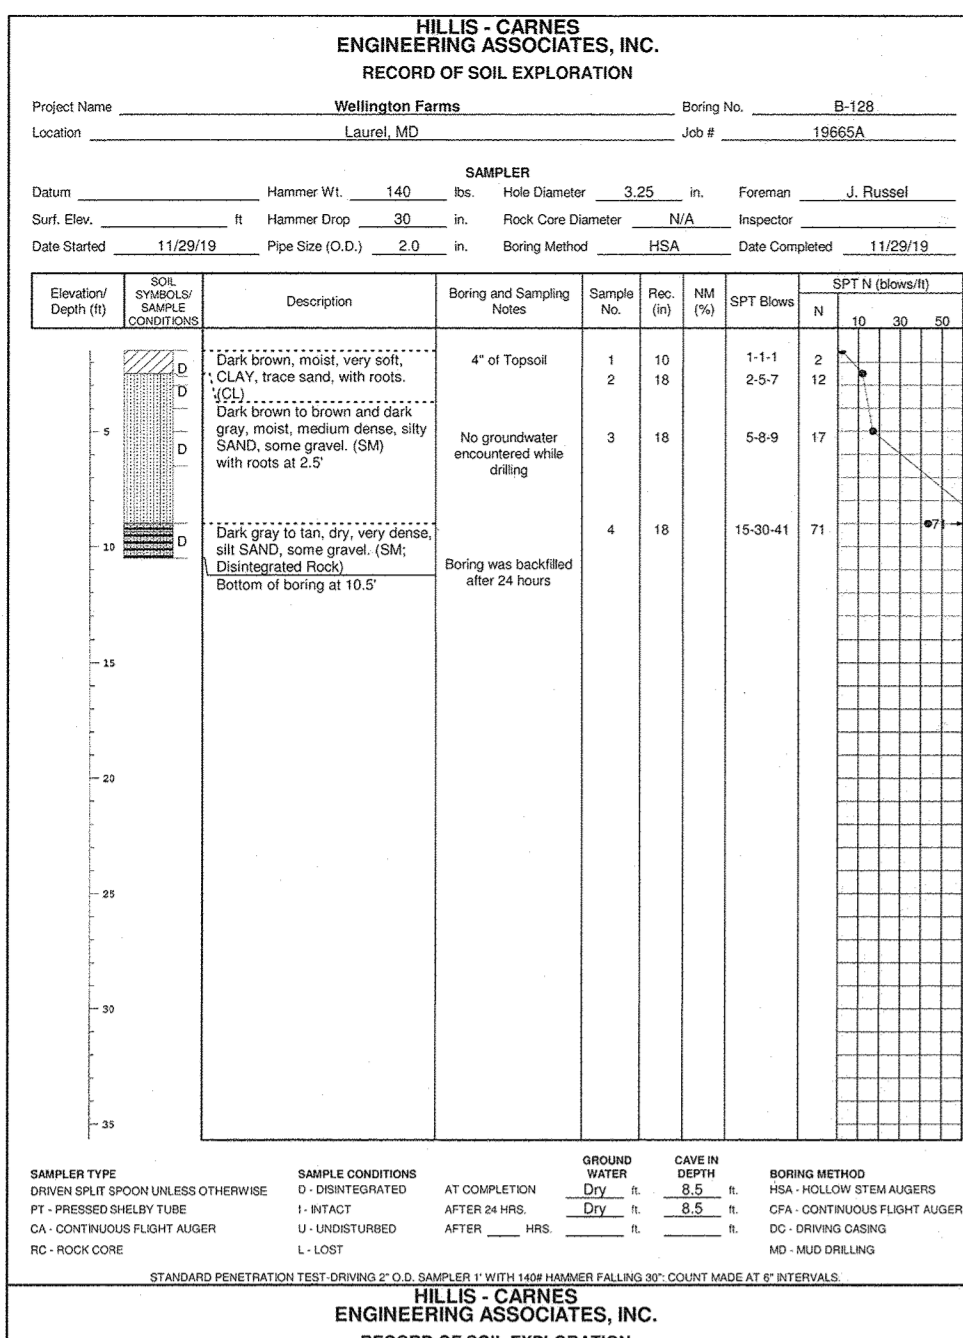 HILLIS - CARNES
ENGINEERING ASSOCIATES, INC.
RECORD OF SOIL EXPLORATION
Project Name Wellington Farms Boring No. B-128
Location Laurel, MD Job # 19665A
SAMPLER
Datum Hammer Wt. 140 lbs. Hole Diameter 3.25 in. Foreman J. Russel
Surf. Elev. ft Hammer Drop 30 in. Rock Core Diameter N/A Inspector
Date Started 11/29/19 Pipe Size (O.D.) 2.0 in. Boring Method HSA Date Completed 11/29/19
Elevation/
Depth (ft)
SOIL
SYMBOLS/
SAMPLE
CONDITIONS
Description
Boring and Sampling
Notes
Sample
No.
Rec.
(in)
NM
(%)
SPT Blows
SPT N (blows/ft)
N
10 30 50
D
Dark brown, moist, very soft,
CLAY, trace sand, with roots.
(CL)
4" of Topsoil
1 10 1-1-1 2
D
2 18 2-5-7 12
Dark brown to brown and dark
gray, moist, medium dense, silty
SAND, some gravel. (SM)
with roots at 2.5'
5
D
No groundwater
encountered while
drilling
3 18 5-8-9 17
Dark gray to tan, dry, very dense,
silt SAND, some gravel. (SM;
Disintegrated Rock)
10
D
4 18 15-30-41 71
71
Boring was backfilled
after 24 hours
Bottom of boring at 10.5'
15
20
25
30
35
SAMPLER TYPE
DRIVEN SPLIT SPOON UNLESS OTHERWISE
PT - PRESSED SHELBY TUBE
CA - CONTINUOUS FLIGHT AUGER
RC - ROCK CORE
SAMPLE CONDITIONS
D - DISINTEGRATED
I - INTACT
U - UNDISTURBED
L - LOST
GROUND
WATER
CAVE IN
DEPTH
AT COMPLETION Dry ft. 8.5 ft.
AFTER 24 HRS. Dry ft. 8.5 ft.
AFTER HRS. ft. ft.
BORING METHOD
HSA - HOLLOW STEM AUGERS
CFA - CONTINUOUS FLIGHT AUGER
DC - DRIVING CASING
MD - MUD DRILLING
STANDARD PENETRATION TEST-DRIVING 2" O.D. SAMPLER 1' WITH 140# HAMMER FALLING 30": COUNT MADE AT 6" INTERVALS.
HILLIS - CARNES
ENGINEERING ASSOCIATES, INC.
RECORD OF SOIL EXPLORATION